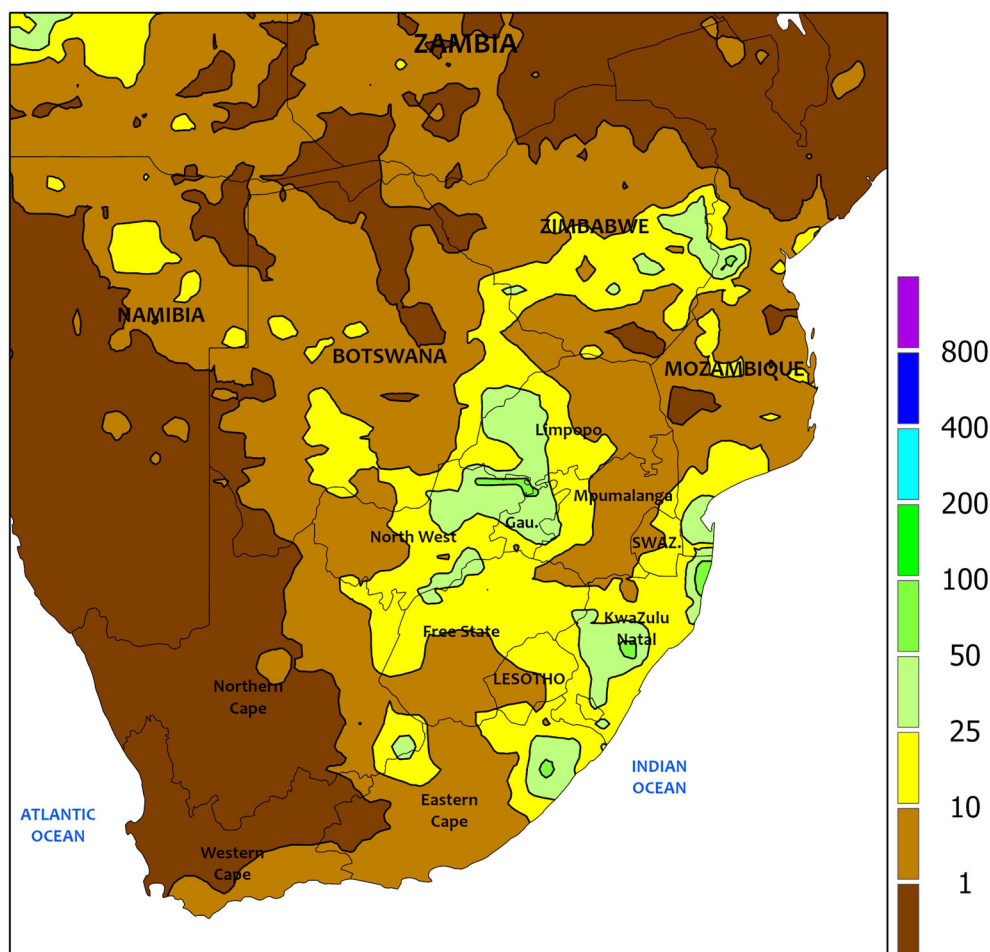 ZAMBIA
ZIMBABWE
NAMIBIA
BOTSWANA
MOZAMBIQUE
Limpopo
Mpumalanga
Gau.
North West
SWAZ.
KwaZulu
Natal
Free State
LESOTHO
Northern
Cape
INDIAN
OCEAN
Eastern
Cape
ATLANTIC
OCEAN
Western
Cape
800
400
200
100
50
25
10
1